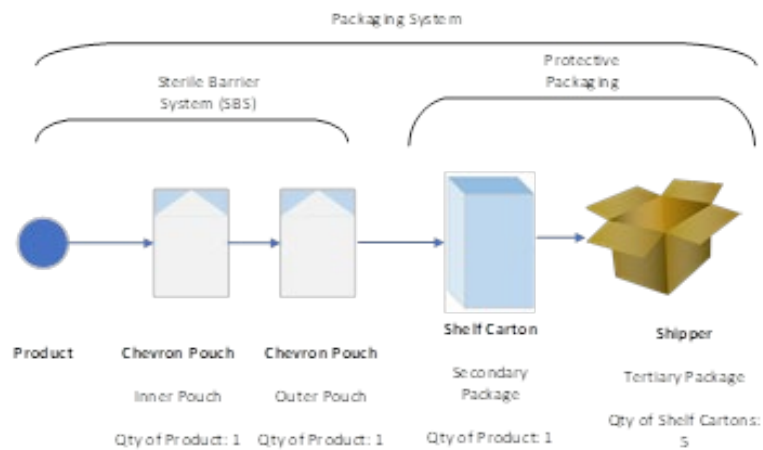 Packaging System
Protective
Packaging
Sterile Barrier
System (SBS)
Product
Chevron Pouch
Inner Pouch
Qty of Product: 1
Chevron Pouch
Outer Pouch
Qty of Product: 1
Shelf Carton
Secondary
Package
Qty of Product: 1
Shipper
Tertiary Package
Qty of Shelf Cartons:
5